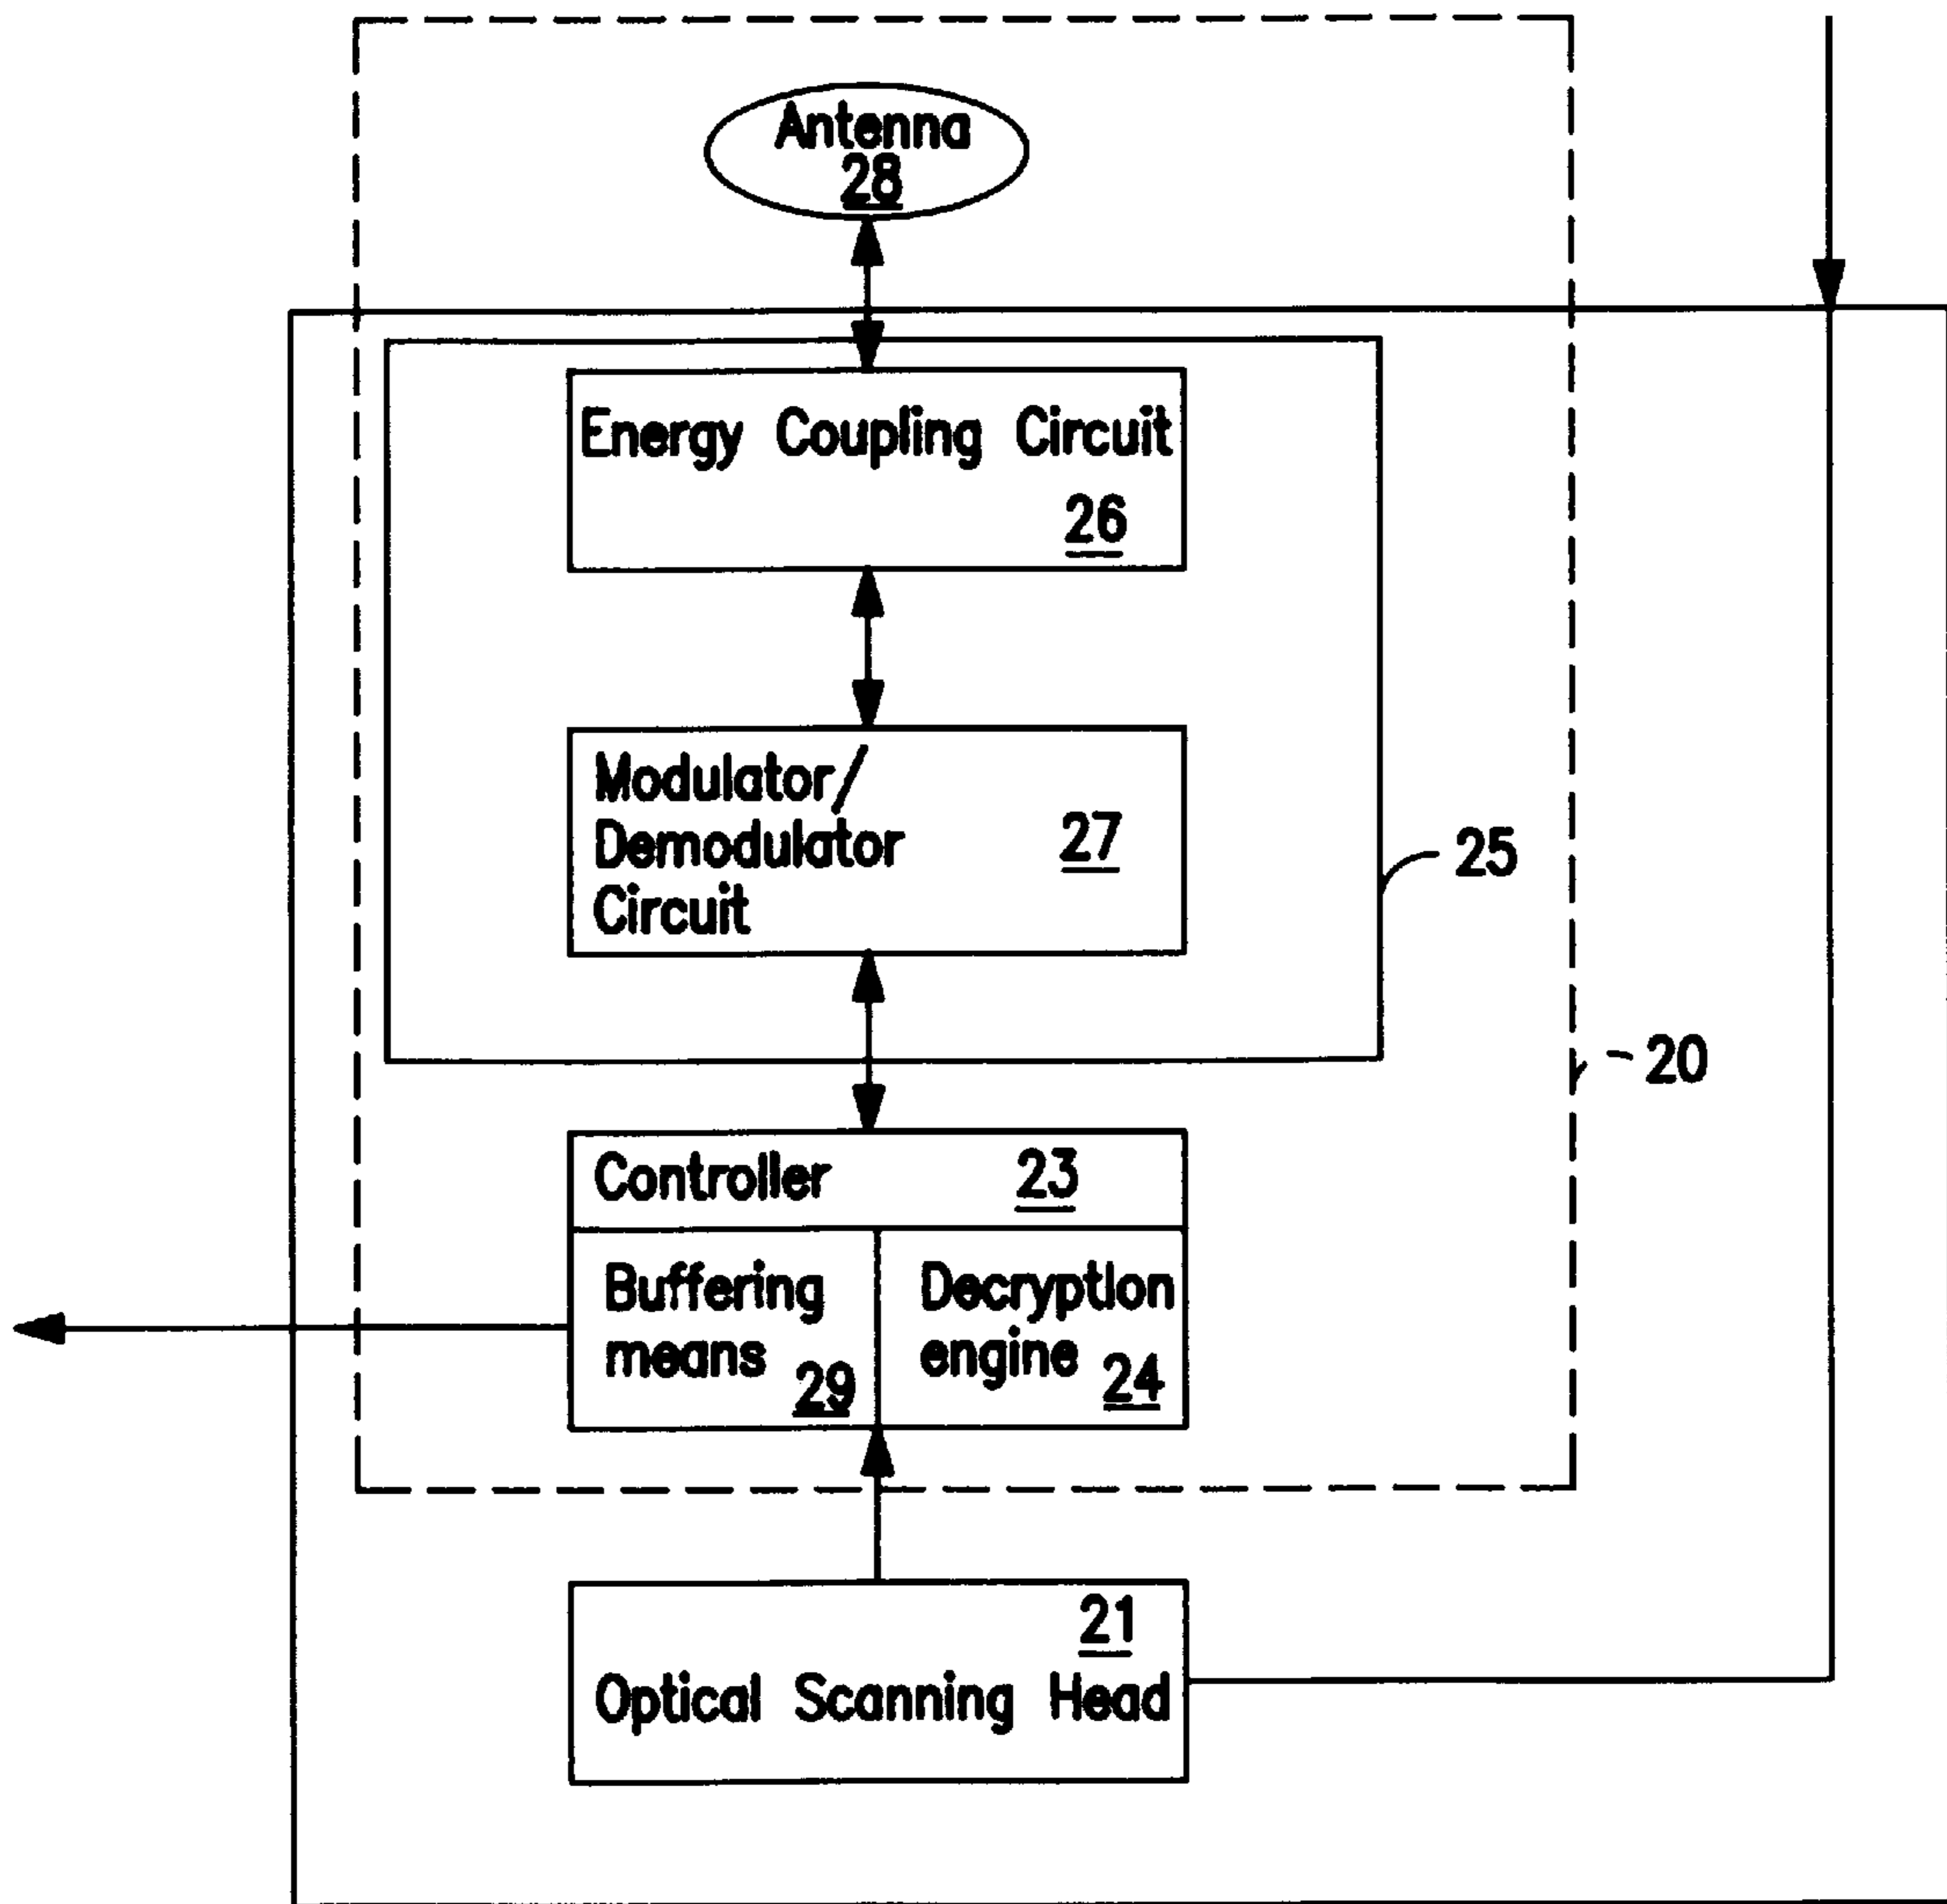 Antenna
28
Energy Coupling Circuit
26
Modulator/
Demodulator
Circuit
27
25
20
Controller 23
Buffering
means
29
Decryption
engine
24
21
Optical Scanning Head